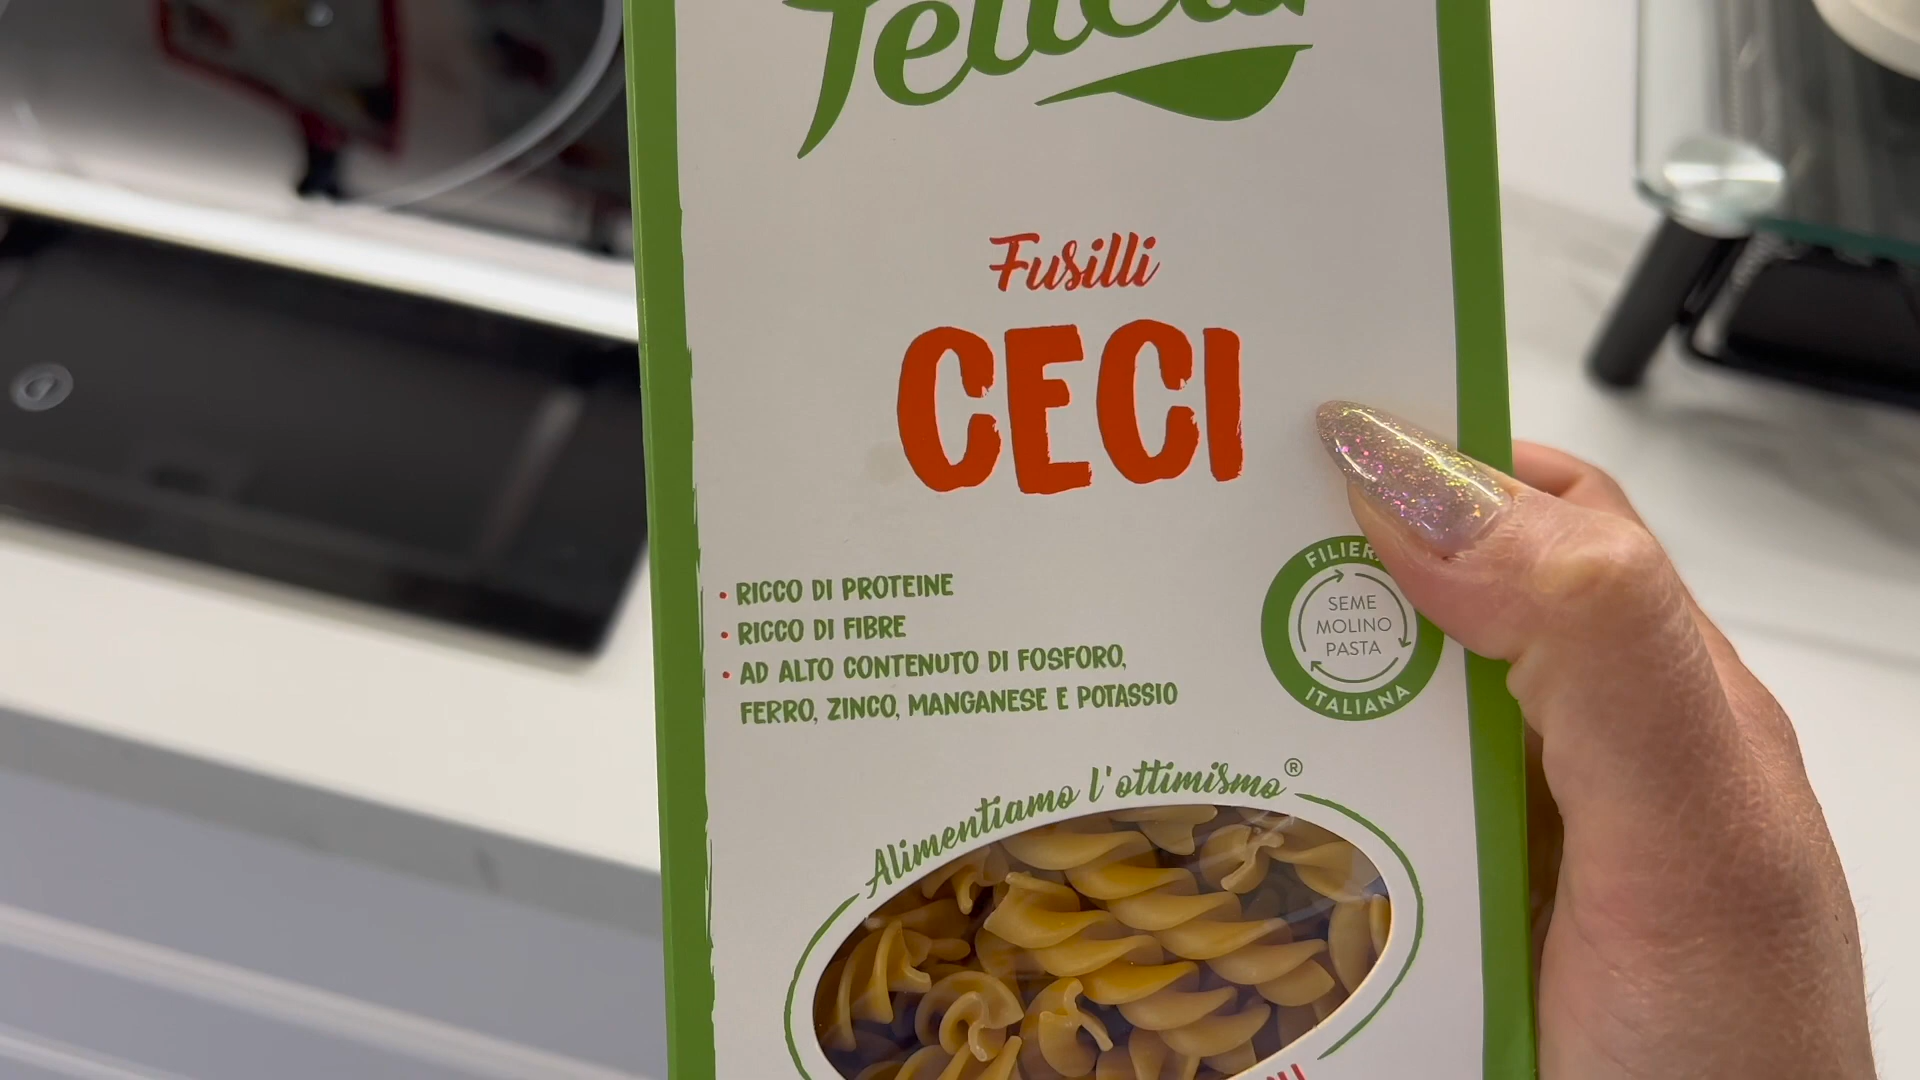 Felicia
Fusilli
CECI
• RICCO DI PROTEINE
• RICCO DI FIBRE
• AD ALTO CONTENUTO DI FOSFORO,
FERRO, ZINCO, MANGANESE E POTASSIO
SEME
MOLINO
PASTA
ITALIANA
Alimentiamo l'ottimismo®